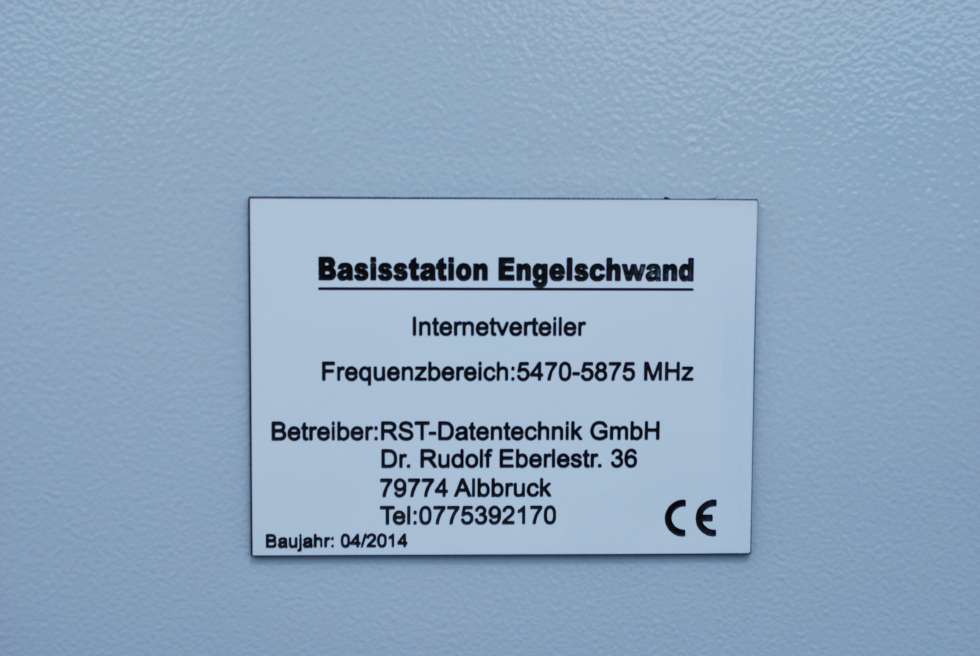 Basisstation Engelschwand
Internetverteiler
Frequenzbereich:5470-5875 MHz
Betreiber:RST-Datentechnik GmbH
Dr. Rudolf Eberlestr. 36
79774 Albbruck
Tel:0775392170
CE
Baujahr: 04/2014